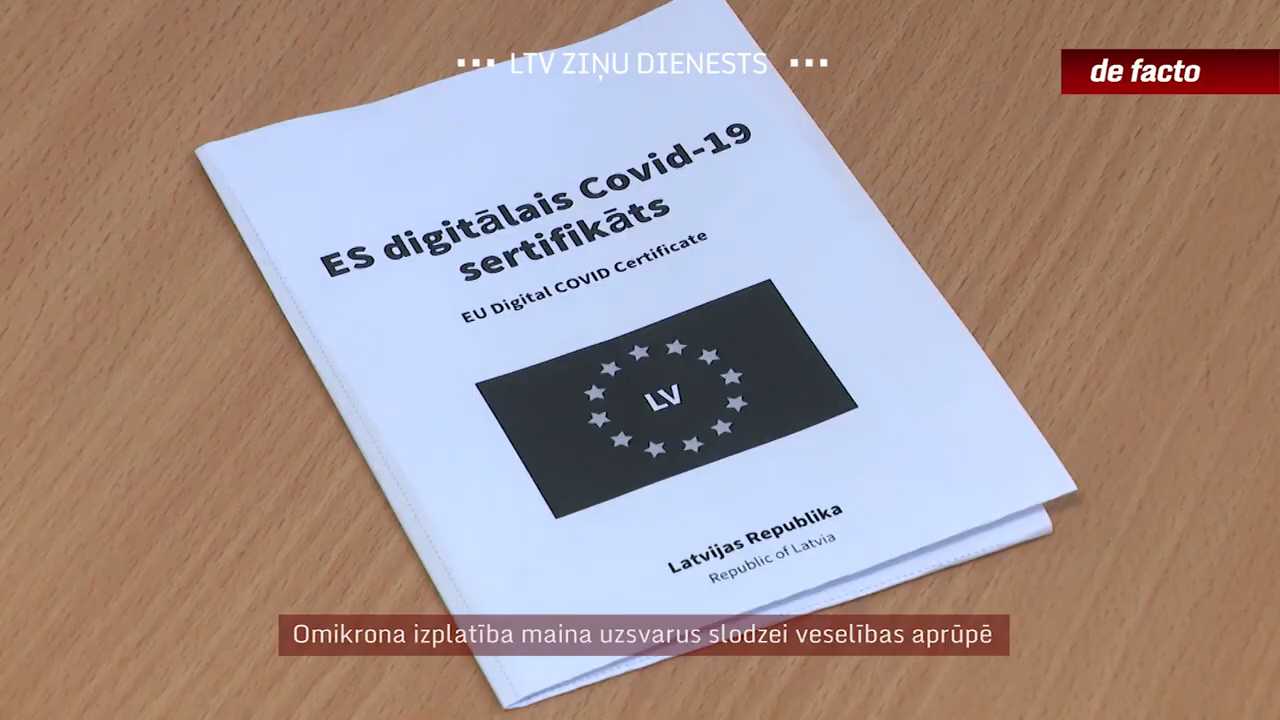 LTV ZIŅU DIENESTS
de facto
ES digitālais Covid-19
sertifikāts
EU Digital COVID Certificate
LV
Latvijas Republika
Republic of Latvia
Omikrona izplatība maina uzsvarus slodzei veselības aprūpē